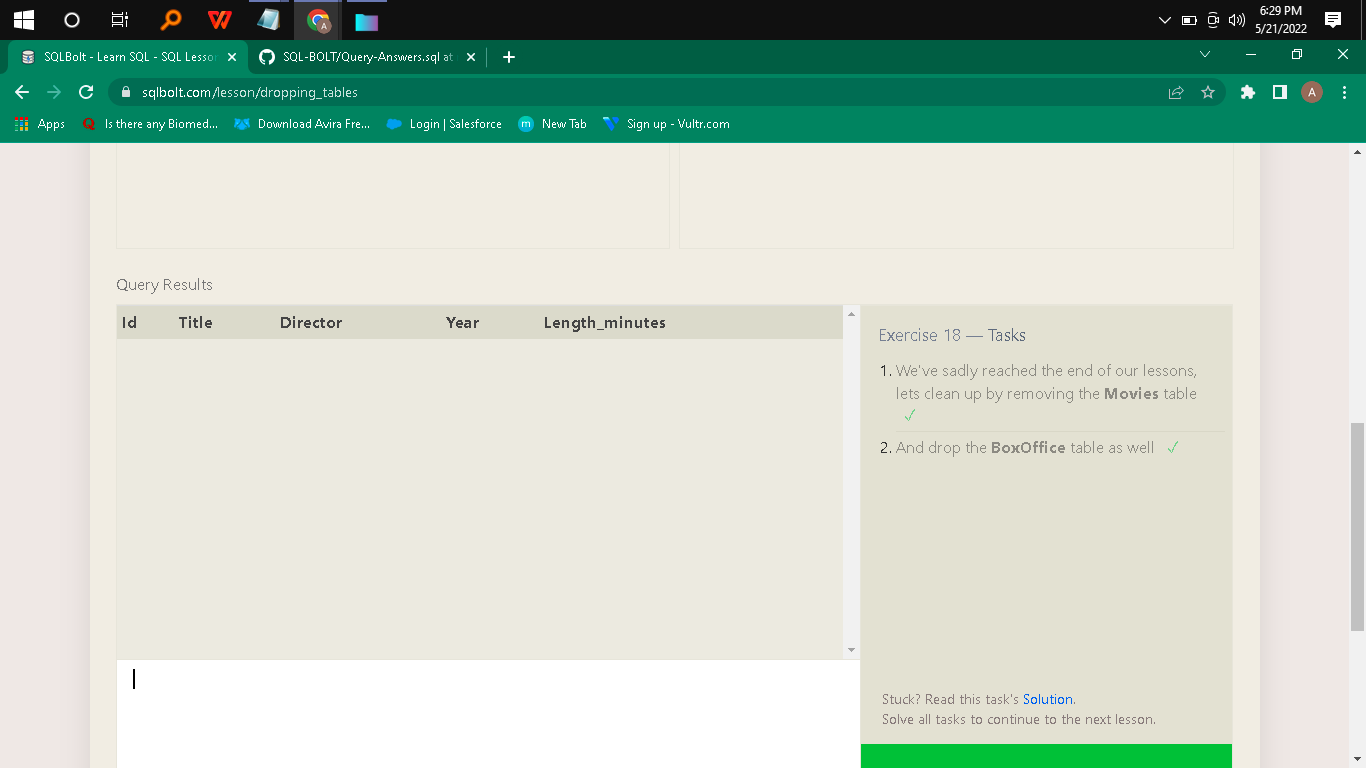 6:29 PM
5/21/2022
A
SQLBolt - Learn SQL - SQL Lesson
SQL-BOLT/Query-Answers.sql at
sqlbolt.com/lesson/dropping_tables
A
Apps
Is there any Biomed...
Download Avira Fre...
Login | Salesforce
m
New Tab
Sign up - Vultr.com
Query Results
Id Title Director Year Length_minutes
Exercise 18 — Tasks
1. We've sadly reached the end of our lessons,
lets clean up by removing the Movies table
✓
2. And drop the BoxOffice table as well ✓
Stuck? Read this task's Solution.
Solve all tasks to continue to the next lesson.